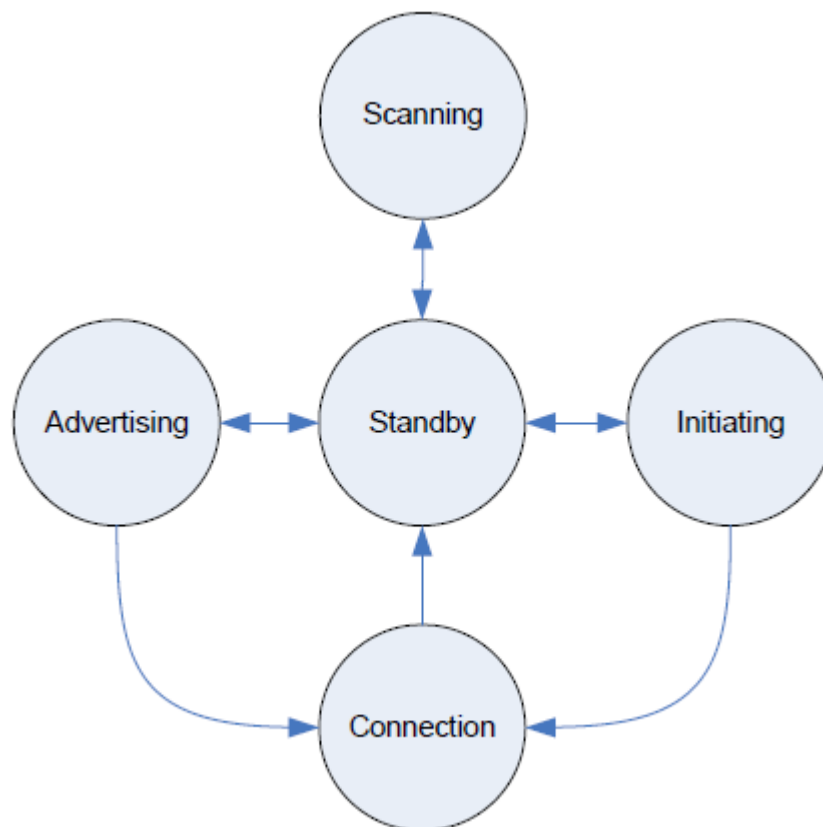 Scanning
Advertising
Standby
Initiating
Connection